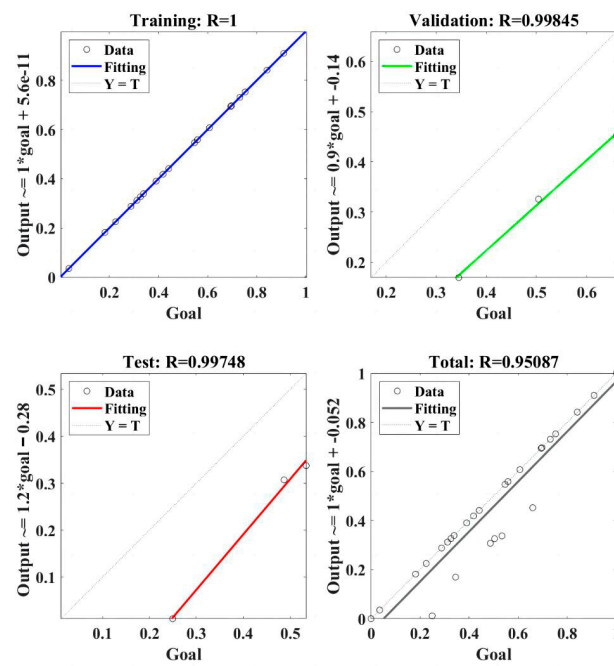 Training: R=1
Output ~= 1*goal + 5.6e-11
Data
Fitting
Y = T
0.8
0.6
0.4
0.2
0
0.2
0.4
0.6
0.8
1
Goal
Validation: R=0.99845
Output ~= 0.9*goal + -0.14
Data
Fitting
Y = T
0.6
0.5
0.4
0.3
0.2
0.2
0.3
0.4
0.5
0.6
Goal
Test: R=0.99748
Output ~= 1.2*goal – 0.28
Data
Fitting
Y = T
0.5
0.4
0.3
0.2
0.1
0.1
0.2
0.3
0.4
0.5
Goal
Total: R=0.95087
Output ~= 1*goal + -0.052
Data
Fitting
Y = T
1
0.8
0.6
0.4
0.2
0
0
0.2
0.4
0.6
0.8
Goal